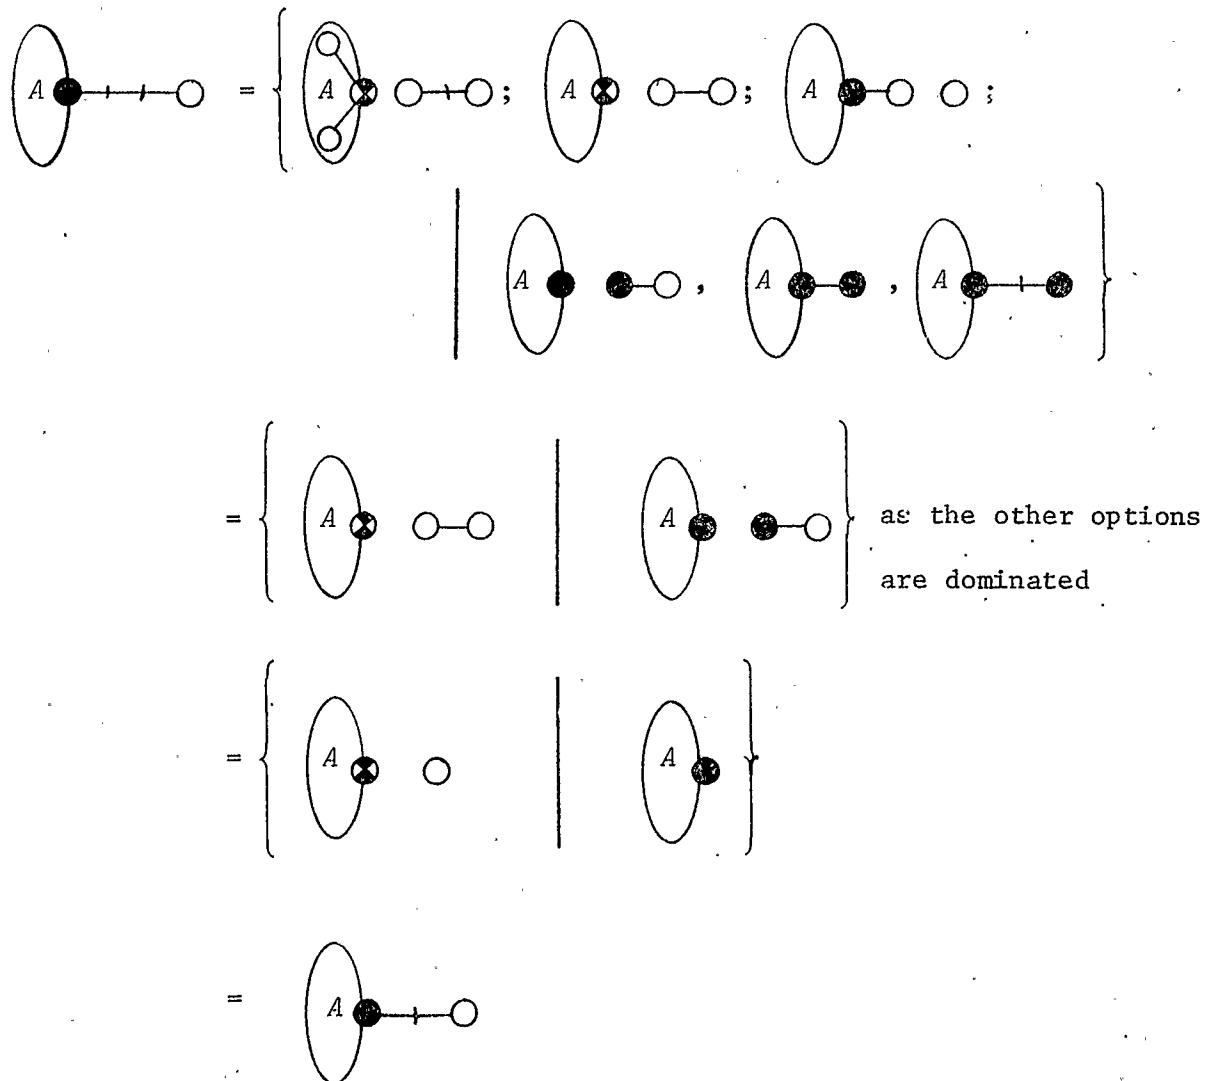 A = { A ; A ; A ;
| A , A , A }
= { A | A } as the other options
are dominated
= { A | A }
= A